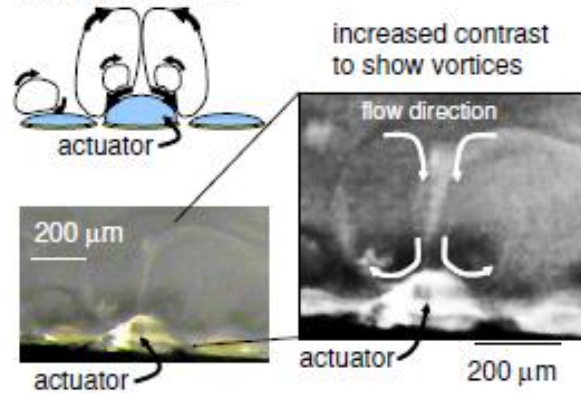 increased contrast
to show vortices
actuator
flow direction
200 μm
actuator
actuator
200 μm